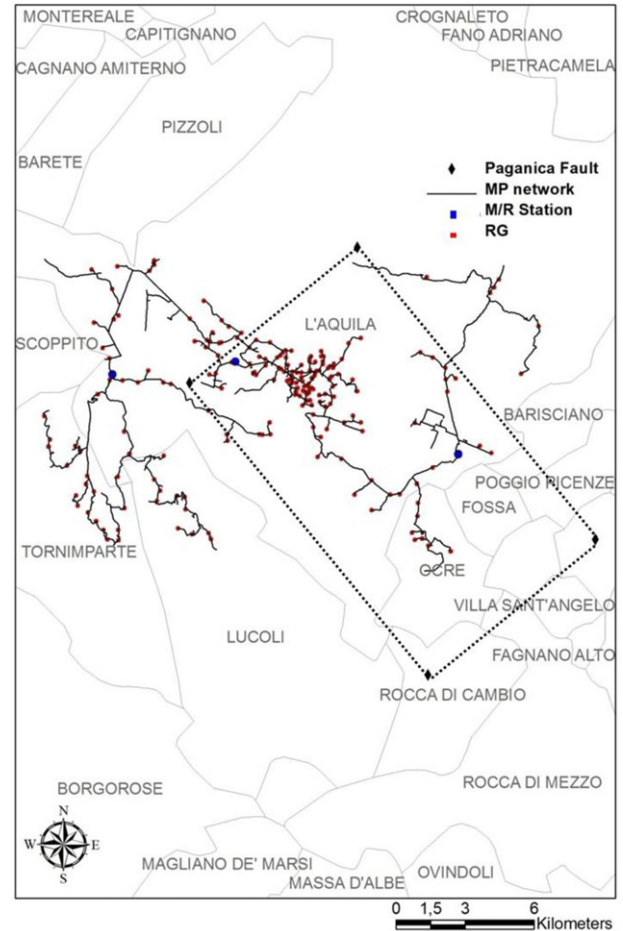 MONTEREALE
CROGNALETO
CAPITIGNANO
FANO ADRIANO
CAGNANO AMITERNO
PIETRACAMELA
PIZZOLI
BARETE
Paganica Fault
MP network
M/R Station
RG
L'AQUILA
SCOPPITO
BARISCIANO
POGGIO PICENZE
FOSSA
TORNIMPARTE
OCRE
VILLA SANT'ANGELO
LUCOLI
FAGNANO ALTO
ROCCA DI CAMBIO
BORGOROSE
ROCCA DI MEZZO
N
W E
S
MAGLIANO DE' MARSI
OVINDOLI
MASSA D'ALBE
0 1,5 3 6
Kilometers